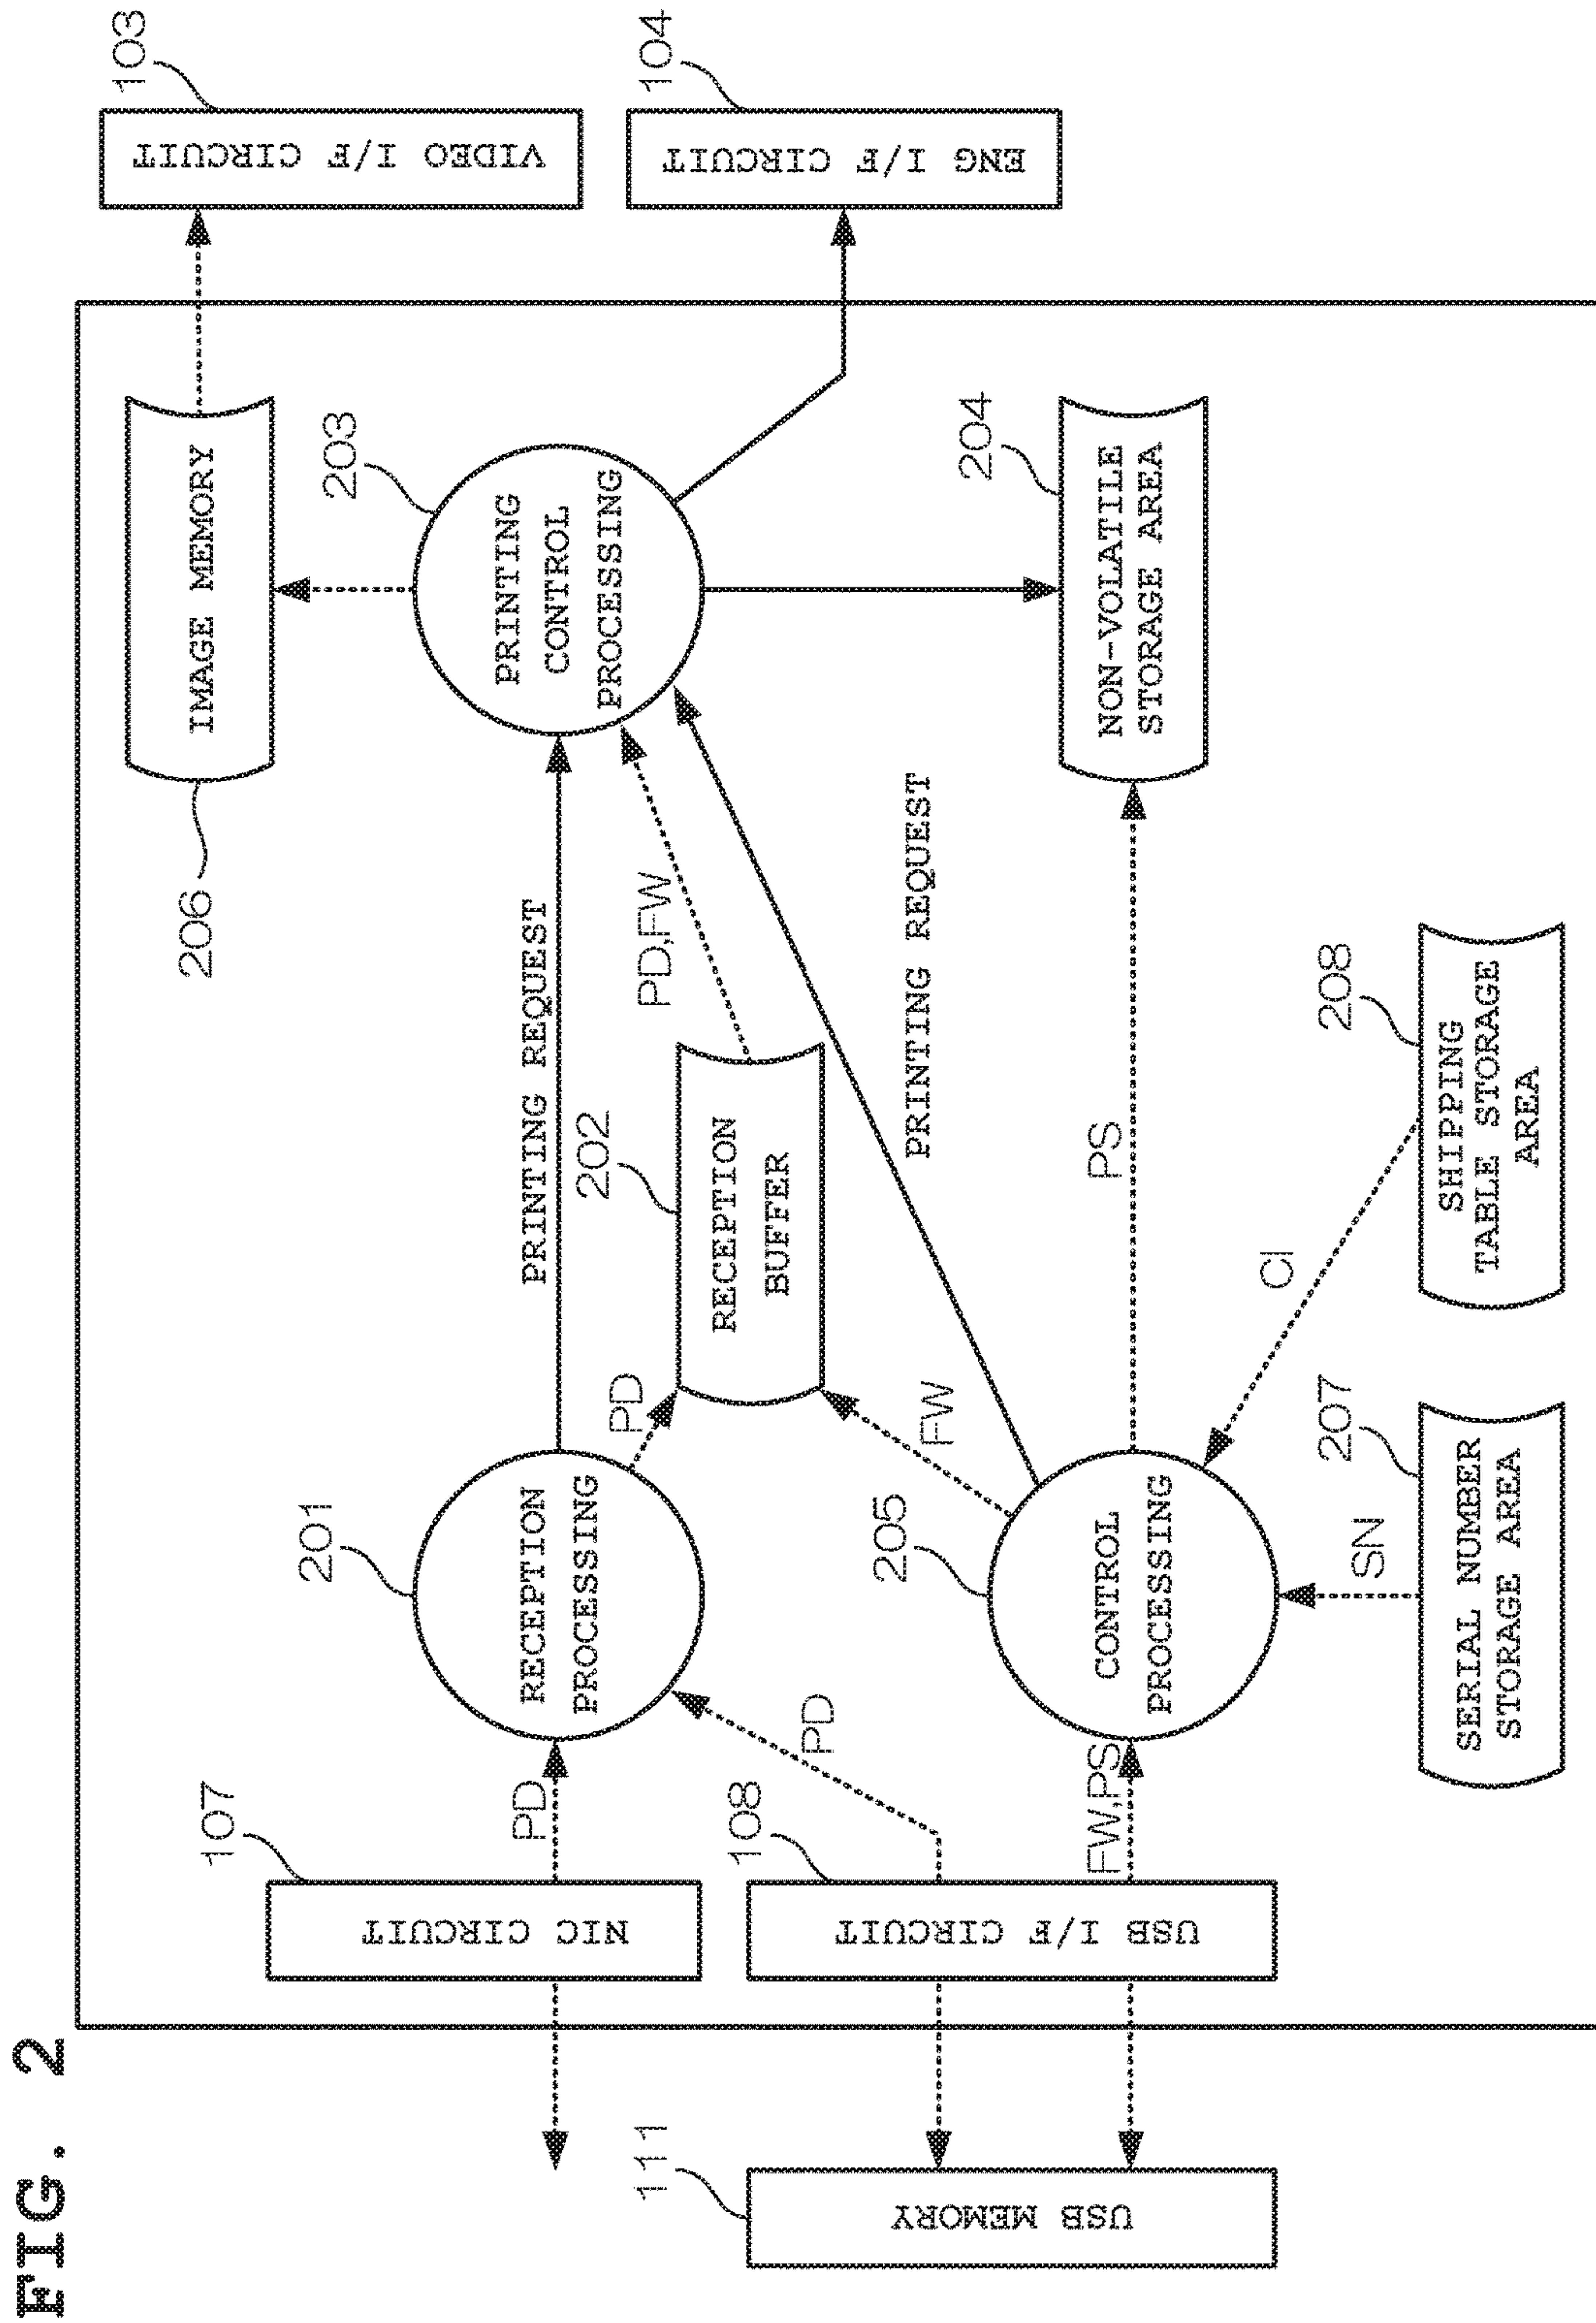 FIG. 2
111
USB MEMORY
107
NIC CIRCUIT
108
USB I/F CIRCUIT
PD
PD
FW,PS
201
RECEPTION
PROCESSING
205
CONTROL
PROCESSING
SN
207
SERIAL NUMBER
STORAGE AREA
PD
FW
CI
208
SHIPPING
TABLE STORAGE
AREA
202
RECEPTION
BUFFER
PRINTING REQUEST
PD,FW
PRINTING REQUEST
PS
206
IMAGE MEMORY
203
PRINTING
CONTROL
PROCESSING
204
NON-VOLATILE
STORAGE AREA
103
VIDEO I/F CIRCUIT
104
ENG I/F CIRCUIT